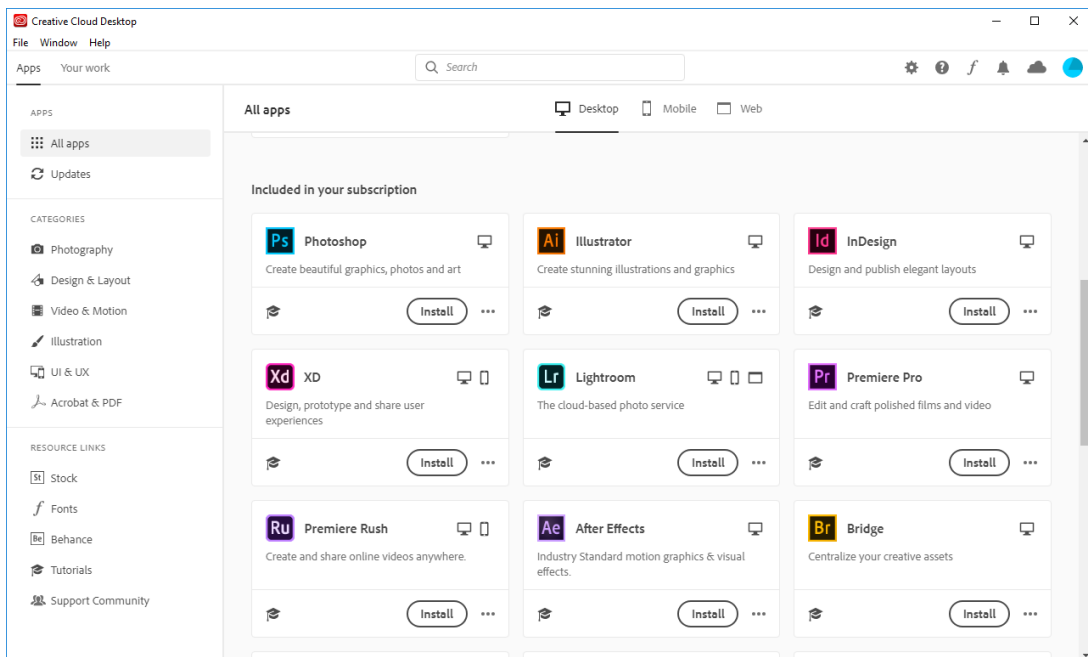 Creative Cloud Desktop
File Window Help
Apps Your work
Search
APPS
All apps
Updates
CATEGORIES
Photography
Design & Layout
Video & Motion
Illustration
UI & UX
Acrobat & PDF
RESOURCE LINKS
St Stock
Fonts
Be Behance
Tutorials
Support Community
All apps
Desktop Mobile Web
Included in your subscription
Ps Photoshop
Create beautiful graphics, photos and art
Install
Ai Illustrator
Create stunning illustrations and graphics
Install
Id InDesign
Design and publish elegant layouts
Install
Xd XD
Design, prototype and share user
experiences
Install
Lr Lightroom
The cloud-based photo service
Install
Pr Premiere Pro
Edit and craft polished films and video
Install
Ru Premiere Rush
Create and share online videos anywhere.
Install
Ae After Effects
Industry Standard motion graphics & visual
effects.
Install
Br Bridge
Centralize your creative assets
Install